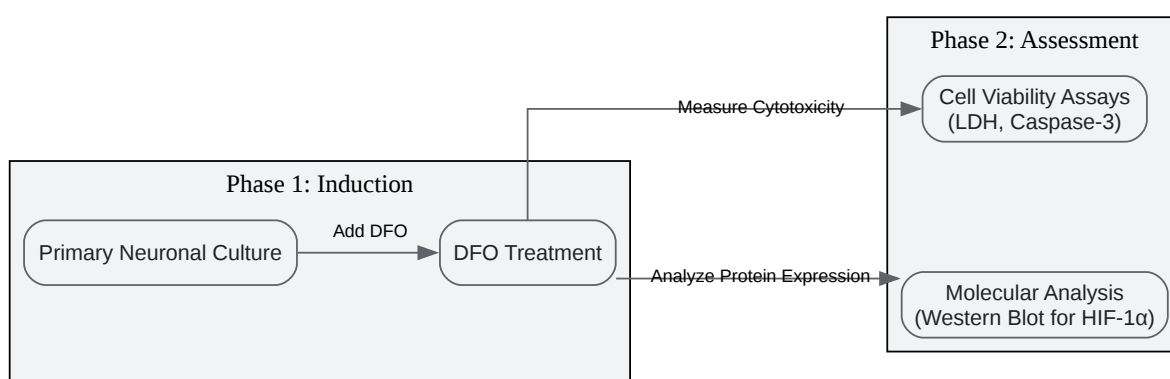 Phase 2: Assessment
Cell Viability Assays
(LDH, Caspase-3)
Measure Cytotoxicity
Phase 1: Induction
Primary Neuronal Culture
Add DFO
DFO Treatment
Analyze Protein Expression
Molecular Analysis
(Western Blot for HIF-1α)